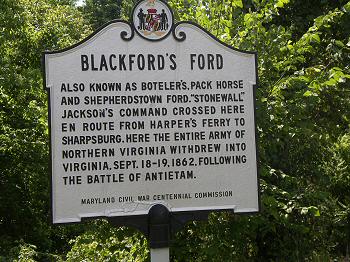 BLACKFORD'S FORD
ALSO KNOWN AS BOTELER'S, PACK HORSE
AND SHEPHERDSTOWN FORD. "STONEWALL"
JACKSON'S COMMAND CROSSED HERE
EN ROUTE FROM HARPER'S FERRY TO
SHARPSBURG. HERE THE ENTIRE ARMY OF
NORTHERN VIRGINIA WITHDREW INTO
VIRGINIA, SEPT. 18-19, 1862, FOLLOWING
THE BATTLE OF ANTIETAM.
MARYLAND CIVIL WAR CENTENNIAL COMMISSION